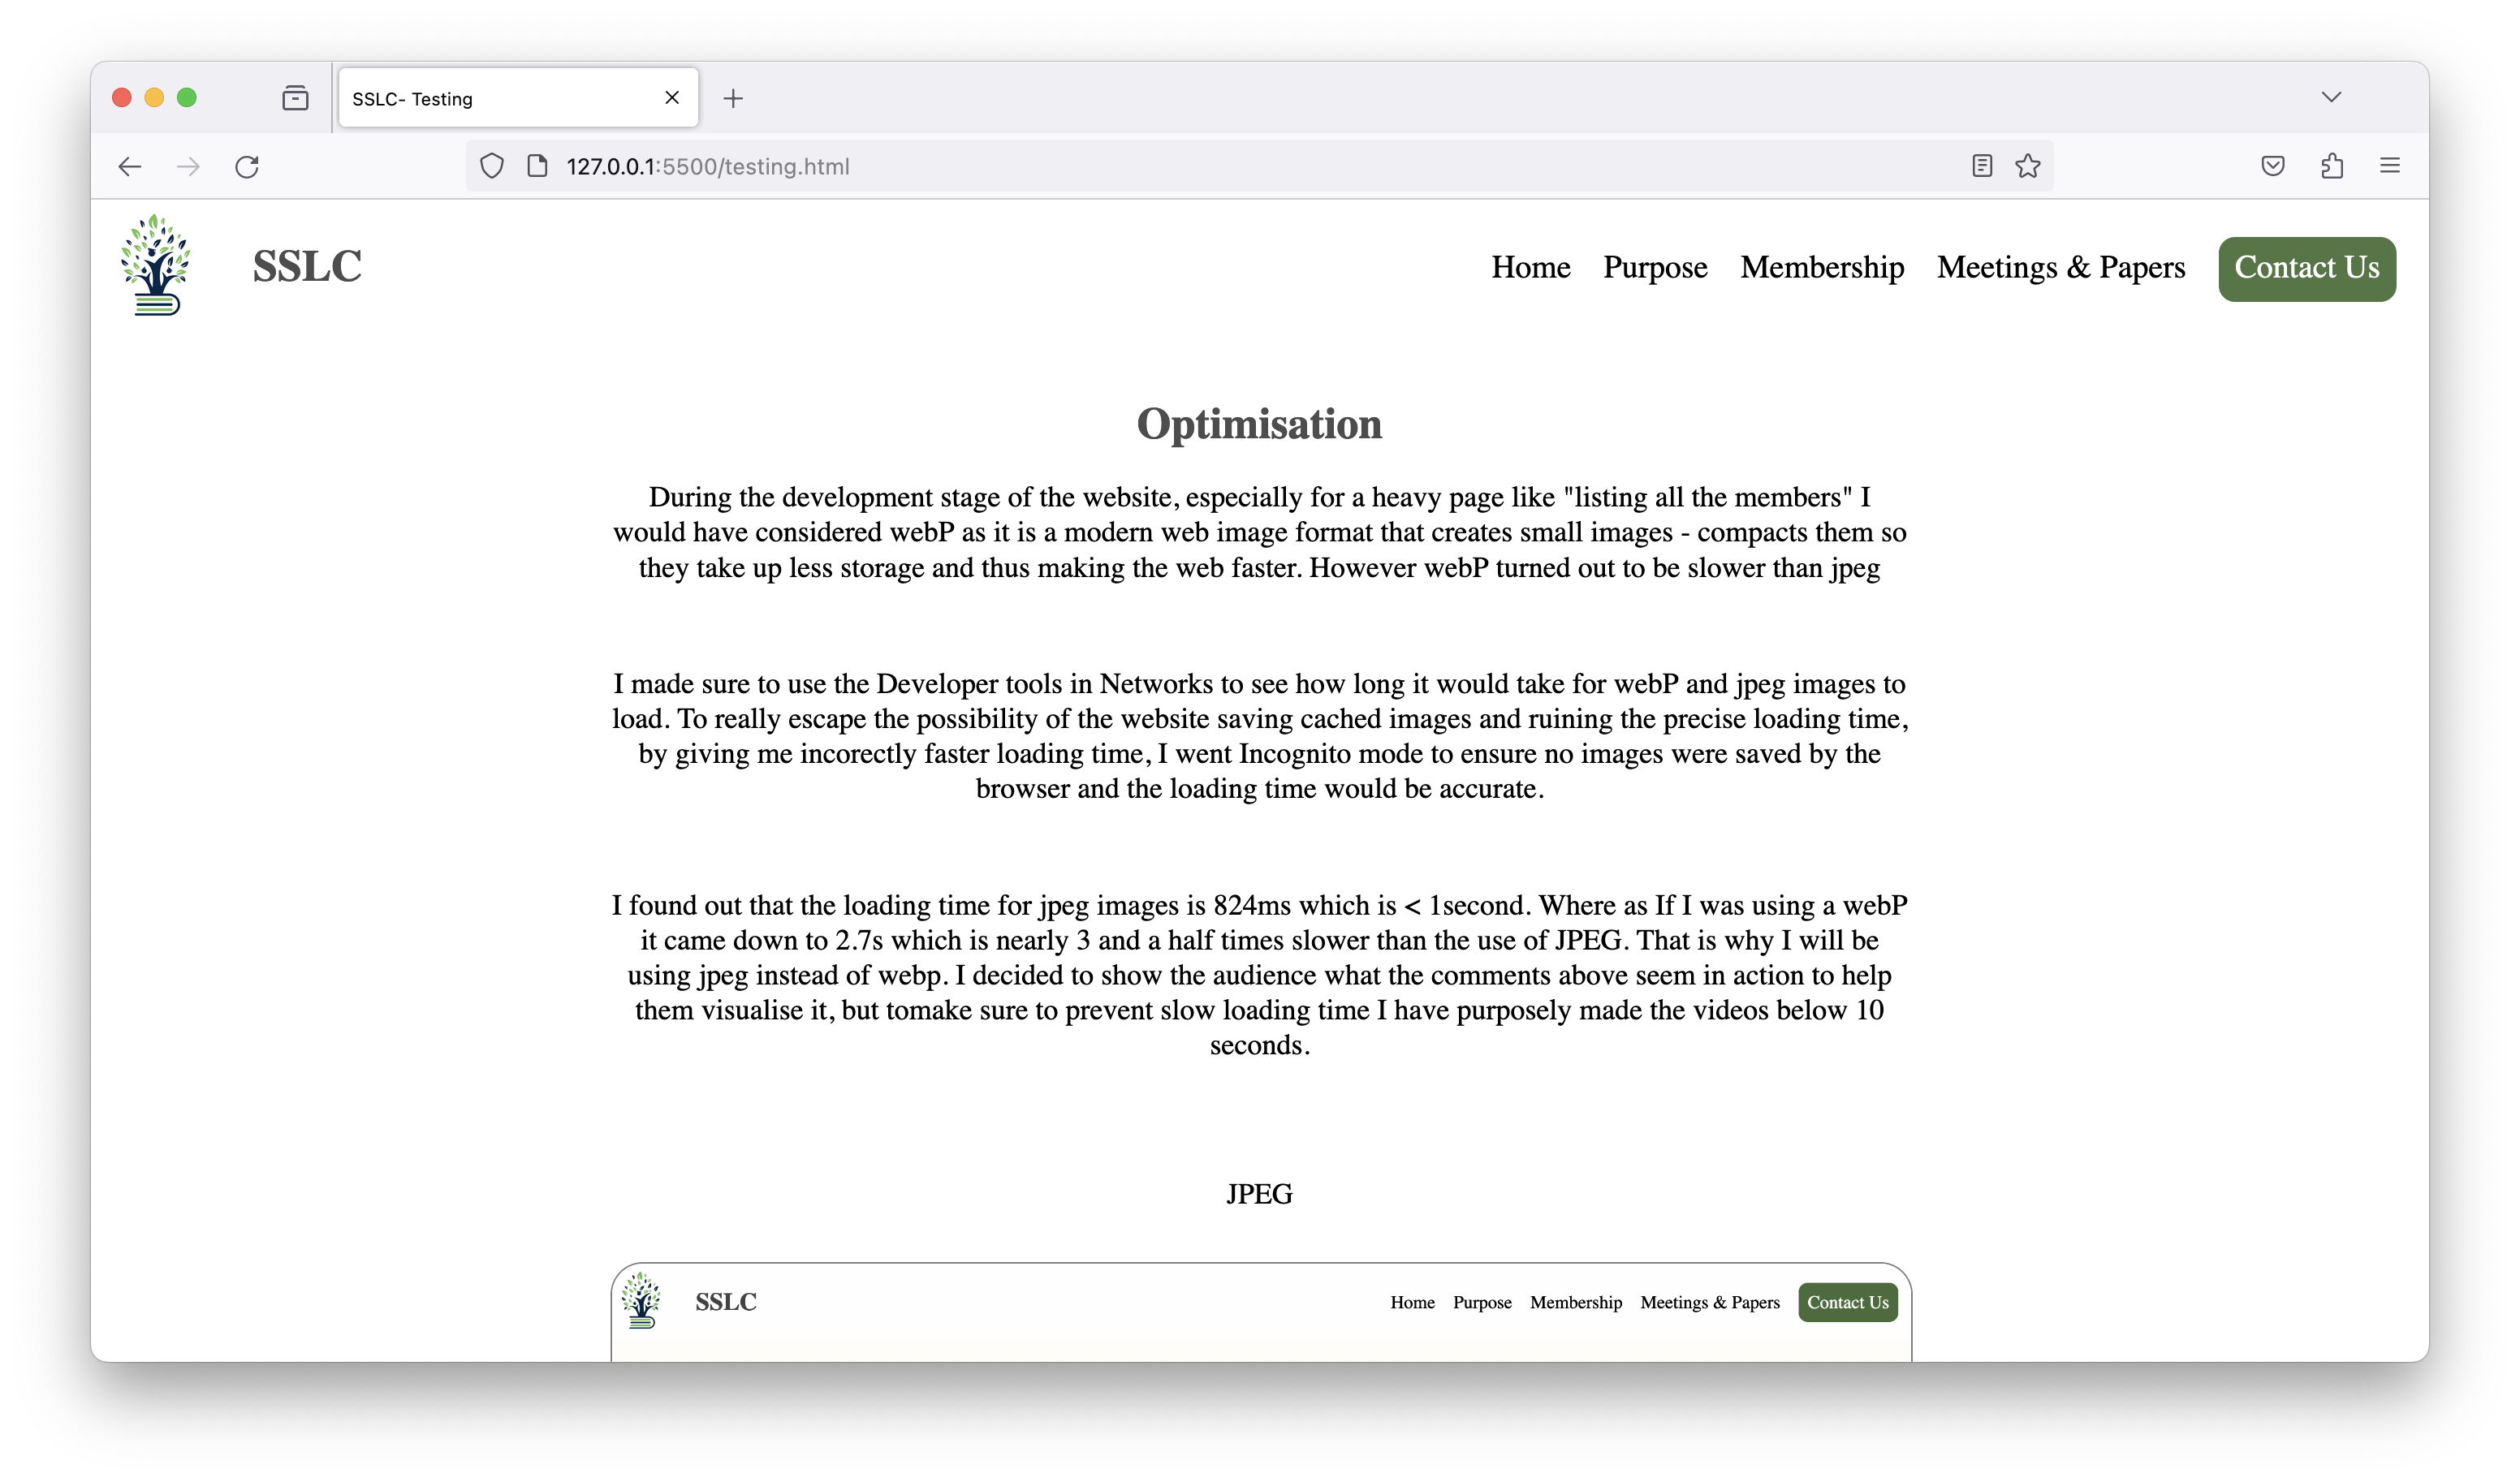 SSLC- Testing
127.0.0.1:5500/testing.html
SSLC
Home Purpose Membership Meetings & Papers Contact Us
Optimisation
During the development stage of the website, especially for a heavy page like "listing all the members" I
would have considered webP as it is a modern web image format that creates small images - compacts them so
they take up less storage and thus making the web faster. However webP turned out to be slower than jpeg
I made sure to use the Developer tools in Networks to see how long it would take for webP and jpeg images to
load. To really escape the possibility of the website saving cached images and ruining the precise loading time,
by giving me incorectly faster loading time, I went Incognito mode to ensure no images were saved by the
browser and the loading time would be accurate.
I found out that the loading time for jpeg images is 824ms which is < 1second. Where as If I was using a webP
it came down to 2.7s which is nearly 3 and a half times slower than the use of JPEG. That is why I will be
using jpeg instead of webp. I decided to show the audience what the comments above seem in action to help
them visualise it, but tomake sure to prevent slow loading time I have purposely made the videos below 10
seconds.
JPEG
SSLC
Home Purpose Membership Meetings & Papers Contact Us